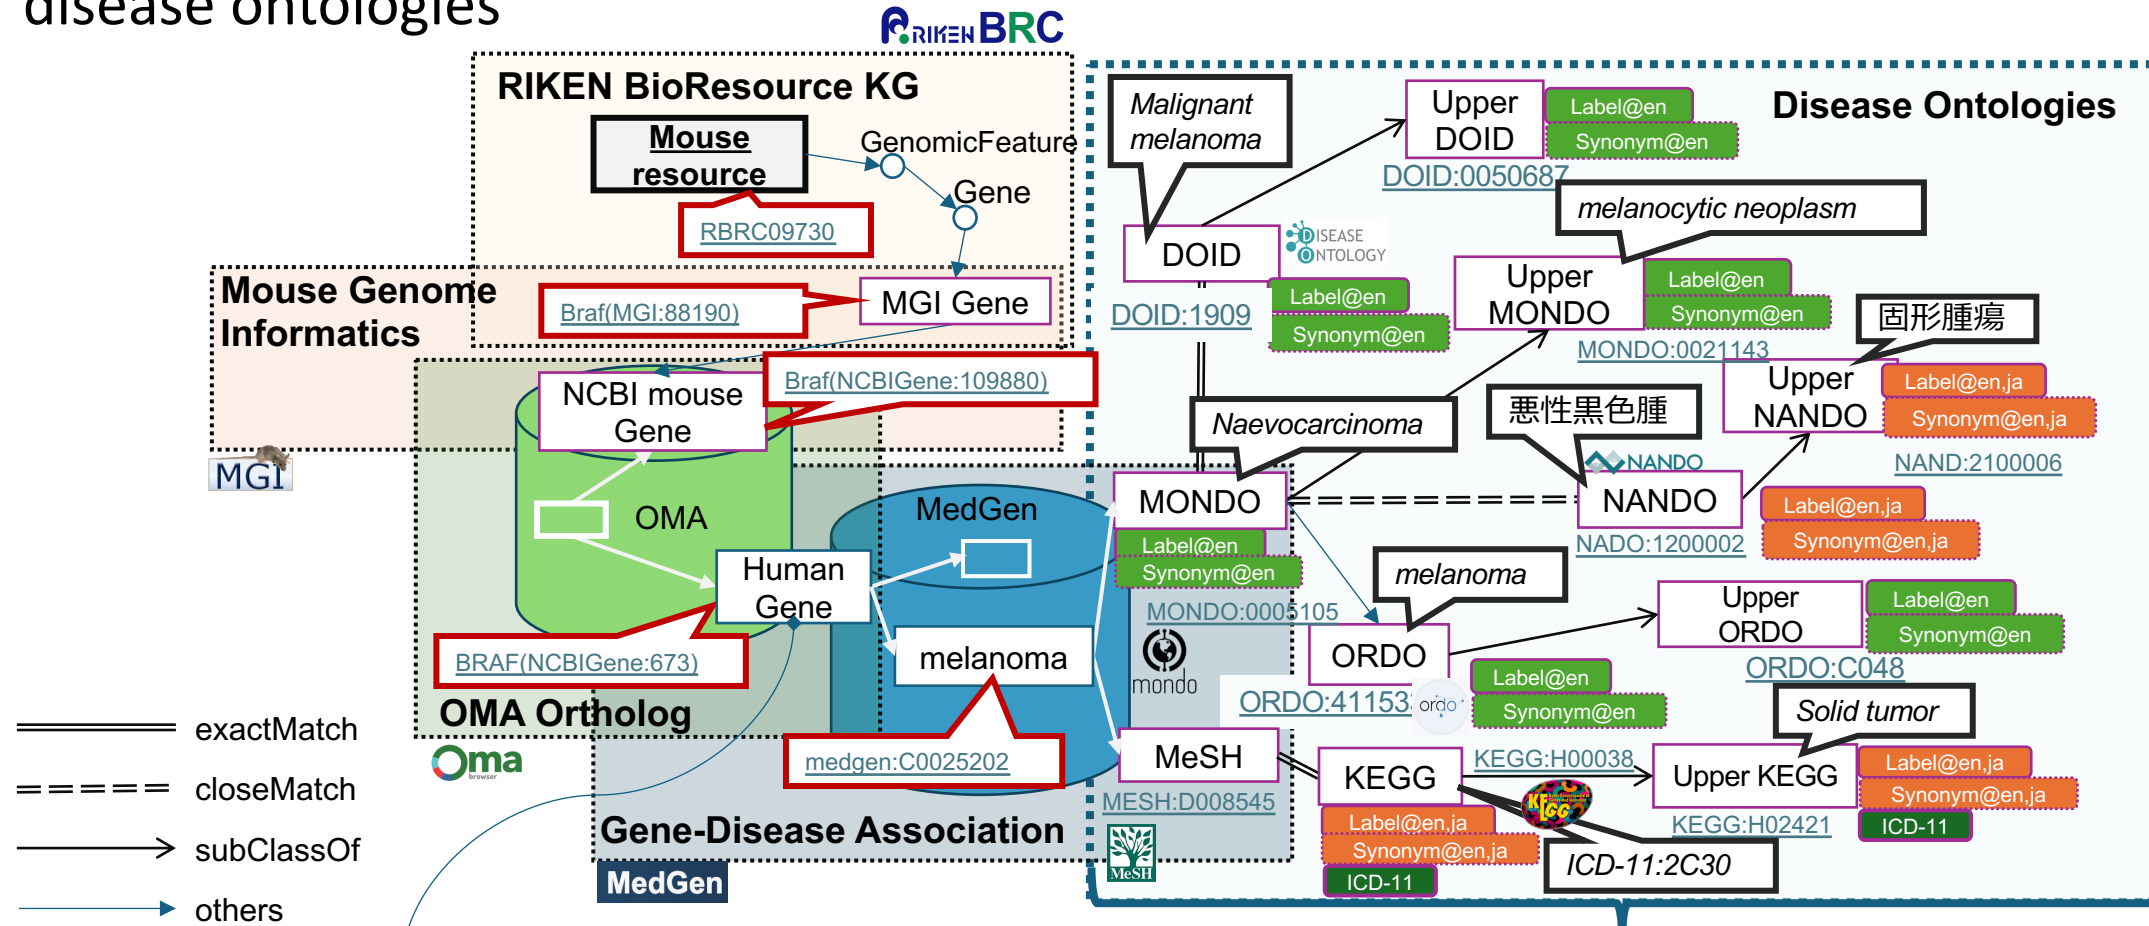 disease ontologies
RIKEN BRC
RIKEN BioResource KG
Mouse
resource
GenomicFeature
Gene
RBRC09730
Mouse Genome
Informatics
Braf(MGI:88190)
MGI Gene
MGI
NCBI mouse
Gene
Braf(NCBIGene:109880)
OMA
Human
Gene
BRAF(NCBIGene:673)
OMA Ortholog
Oma
browser
MedGen
melanoma
medgen:C0025202
Gene-Disease Association
MedGen
exactMatch
closeMatch
subClassOf
others
Disease Ontologies
Malignant
melanoma
Upper
DOID
Label@en
Synonym@en
DOID:0050687
DOID
DISEASE
ONTOLOGY
DOID:1909
Label@en
Synonym@en
melanocytic neoplasm
Upper
MONDO
Label@en
Synonym@en
MONDO:0021143
固形腫瘍
Upper
NANDO
Label@en,ja
Synonym@en,ja
NAND:2100006
Naevocarcinoma
悪性黒色腫
NANDO
MONDO
Label@en
Synonym@en
MONDO:0005105
mondo
NANDO
NADO:1200002
Label@en,ja
Synonym@en,ja
melanoma
ORDO
ORDO:41153
ordo
Label@en
Synonym@en
Upper
ORDO
Label@en
Synonym@en
ORDO:C048
Solid tumor
MeSH
MESH:D008545
MeSH
KEGG
KEGG:H00038
KEGG
Label@en,ja
Synonym@en,ja
ICD-11
Upper KEGG
KEGG:H02421
Label@en,ja
Synonym@en,ja
ICD-11
ICD-11:2C30